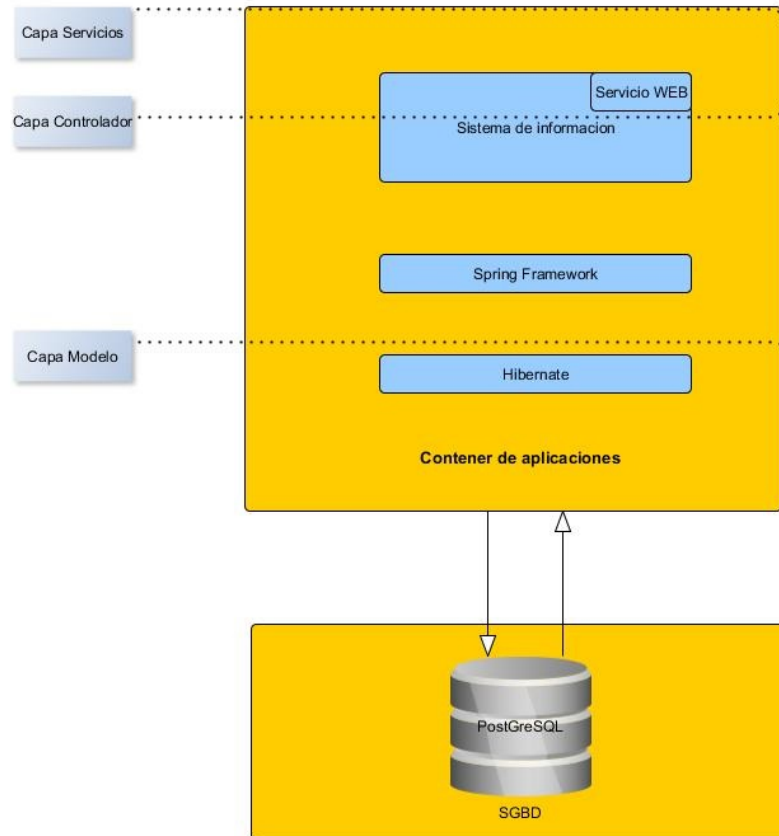 Capa Servicios
Servicio WEB
Capa Controlador
Sistema de informacion
Spring Framework
Capa Modelo
Hibernate
Contener de aplicaciones
PostGreSQL
SGBD